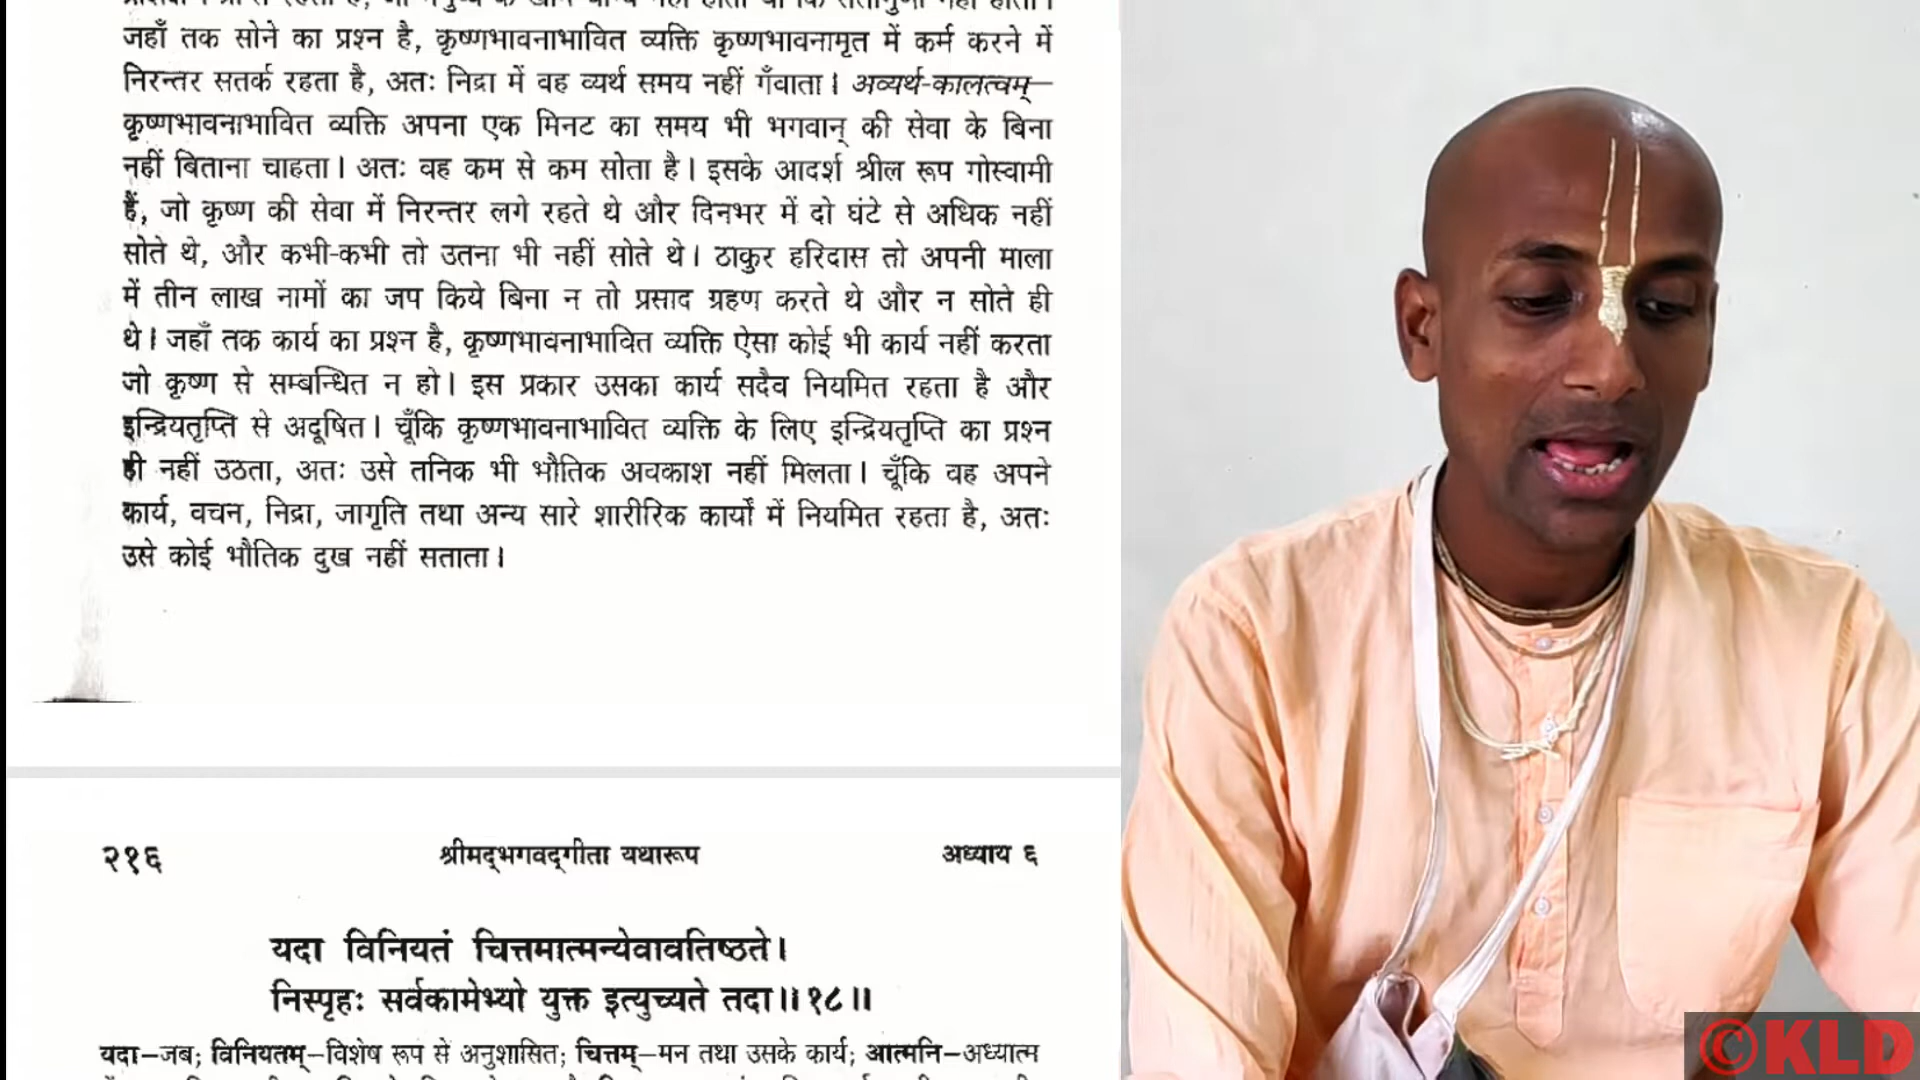 जहाँ तक सोने का प्रश्न है, कृष्णभावनाभावित व्यक्ति कृष्णभावनामृत में कर्म करने में
निरन्तर सतर्क रहता है, अतः निद्रा में वह व्यर्थ समय नहीं गँवाता। अव्यर्थ-कालत्वम्—
कृष्णभावनाभावित व्यक्ति अपना एक मिनट का समय भी भगवान् की सेवा के बिना
नहीं बिताना चाहता। अतः वह कम से कम सोता है। इसके आदर्श श्रील रूप गोस्वामी
हैं, जो कृष्ण की सेवा में निरन्तर लगे रहते थे और दिनभर में दो घंटे से अधिक नहीं
सोते थे, और कभी-कभी तो उतना भी नहीं सोते थे। ठाकुर हरिदास तो अपनी माला
में तीन लाख नामों का जप किये बिना न तो प्रसाद ग्रहण करते थे और न सोते ही
थे। जहाँ तक कार्य का प्रश्न है, कृष्णभावनाभावित व्यक्ति ऐसा कोई भी कार्य नहीं करता
जो कृष्ण से सम्बन्धित न हो। इस प्रकार उसका कार्य सदैव नियमित रहता है और
इन्द्रियतृप्ति से अदूषित। चूँकि कृष्णभावनाभावित व्यक्ति के लिए इन्द्रियतृप्ति का प्रश्न
ही नहीं उठता, अतः उसे तनिक भी भौतिक अवकाश नहीं मिलता। चूँकि वह अपने
कार्य, वचन, निद्रा, जागृति तथा अन्य सारे शारीरिक कार्यों में नियमित रहता है, अतः
उसे कोई भौतिक दुख नहीं सताता।
२१६ श्रीमद्भगवद्गीता यथारूप अध्याय ६
यदा विनियतं चित्तमात्मन्येवावतिष्ठते।
निस्पृहः सर्वकामेभ्यो युक्त इत्युच्यते तदा॥१८॥
यदा—जब; विनियतम्—विशेष रूप से अनुशासित; चित्तम्—मन तथा उसके कार्य; आत्मनि—अध्यात्म
©KLD